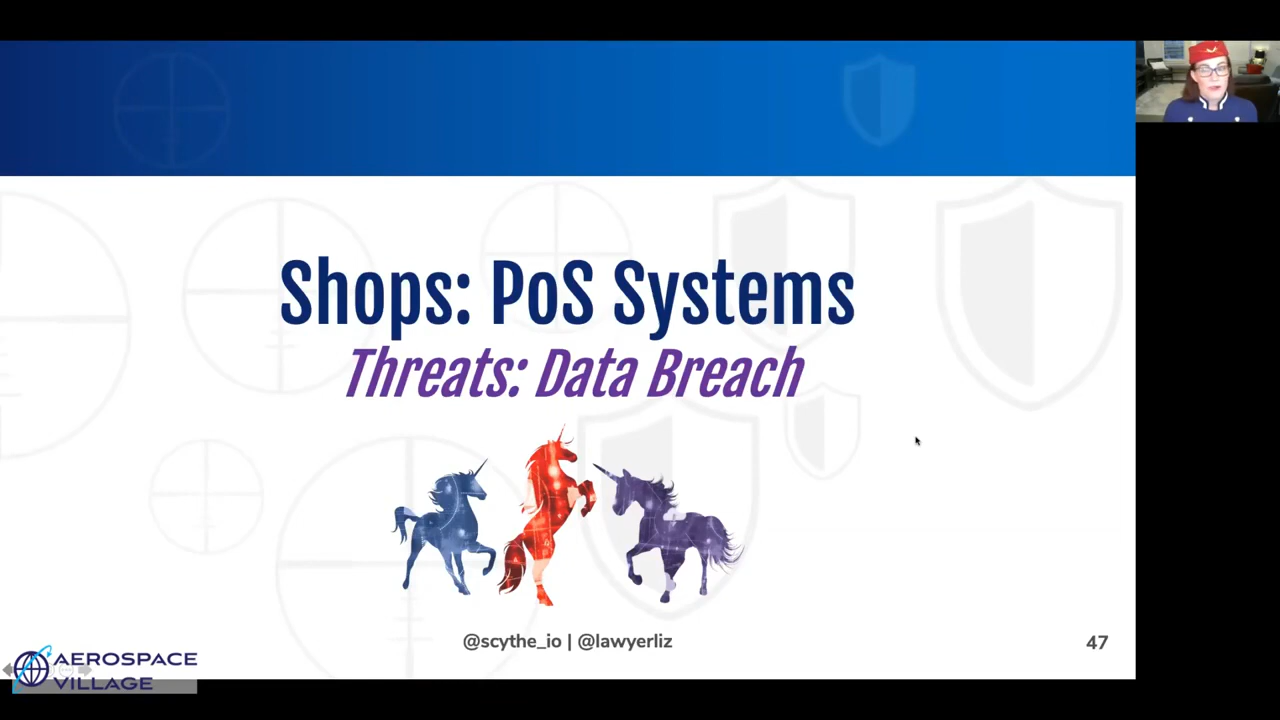 Shops: PoS Systems
Threats: Data Breach
@scythe_io | @lawyerliz
47
AEROSPACE
VILLAGE